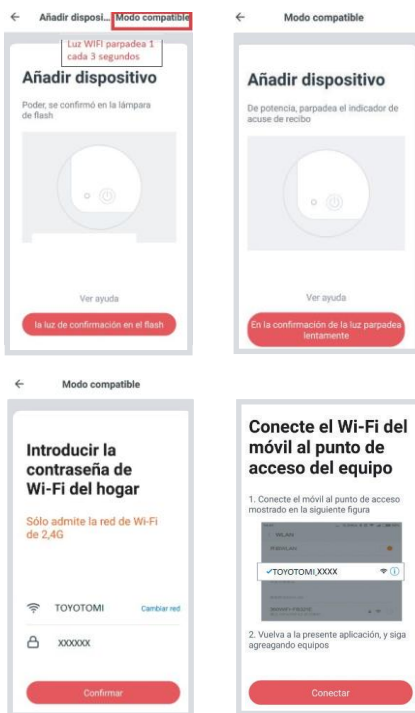 ← Añadir disposi... Modo compatible
Luz WIFI parpadea 1
cada 3 segundos
Añadir dispositivo
Poder, se confirmó en la lámpara
de flash
Ver ayuda
la luz de confirmación en el flash
← Modo compatible
Añadir dispositivo
De potencia, parpadea el indicador de
acuse de recibo
Ver ayuda
En la confirmación de la luz parpadea
lentamente
← Modo compatible
Introducir la
contraseña de
Wi-Fi del hogar
Sólo admite la red de Wi-Fi
de 2,4G
TOYOTOMI Cambiar red
xxxxxx
Confirmar
Conecte el Wi-Fi del
móvil al punto de
acceso del equipo
1. Conecte el móvil al punto de acceso
mostrado en la siguiente figura
WLAN
✓TOYOTOMI,XXXX
2. Vuelva a la presente aplicación, y siga
agreagando equipos
Conectar